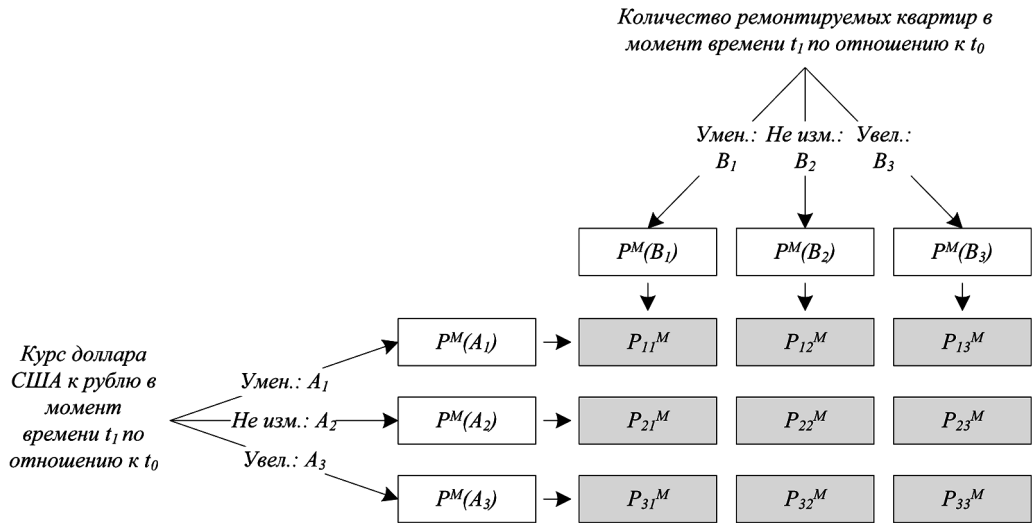 Количество ремонтируемых квартир в
момент времени t₁ по отношению к t₀
Умен.: Не изм.: Увел.:
B₁ B₂ B₃
Pᴹ(B₁) Pᴹ(B₂) Pᴹ(B₃)
Курс доллара
США к рублю в
момент
времени t₁ по
отношению к t₀
Умен.: A₁
Не изм.: A₂
Увел.: A₃
Pᴹ(A₁) P₁₁ᴹ P₁₂ᴹ P₁₃ᴹ
Pᴹ(A₂) P₂₁ᴹ P₂₂ᴹ P₂₃ᴹ
Pᴹ(A₃) P₃₁ᴹ P₃₂ᴹ P₃₃ᴹ